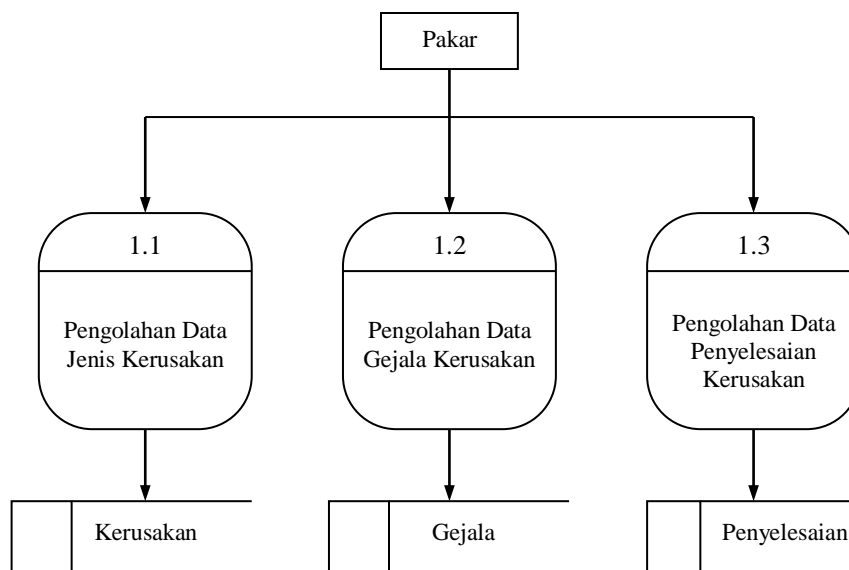 Pakar
1.1
Pengolahan Data
Jenis Kerusakan
1.2
Pengolahan Data
Gejala Kerusakan
1.3
Pengolahan Data
Penyelesaian
Kerusakan
Kerusakan
Gejala
Penyelesaian